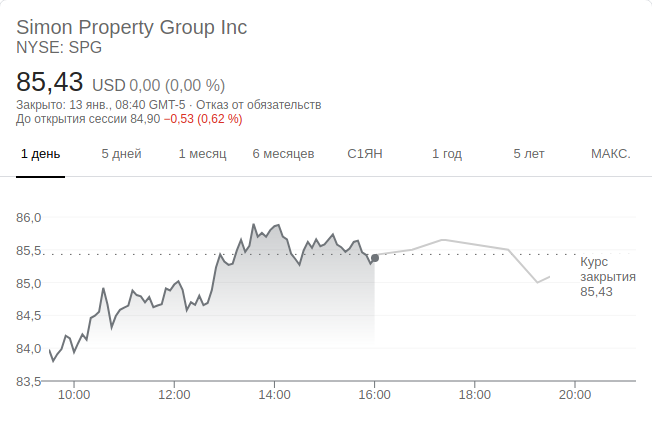 Simon Property Group Inc
NYSE: SPG
85,43 USD 0,00 (0,00 %)
Закрыто: 13 янв., 08:40 GMT-5 · Отказ от обязательств
До открытия сессии 84,90 −0,53 (0,62 %)
1 день 5 дней 1 месяц 6 месяцев С1ЯН 1 год 5 лет МАКС.
86,0
85,5
Курс
закрытия
85,43
85,0
84,5
84,0
83,5
10:00 12:00 14:00 16:00 18:00 20:00